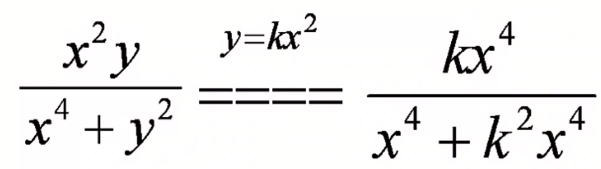 x²y / (x⁴ + y²) ==== (y=kx²) kx⁴ / (x⁴ + k²x⁴)